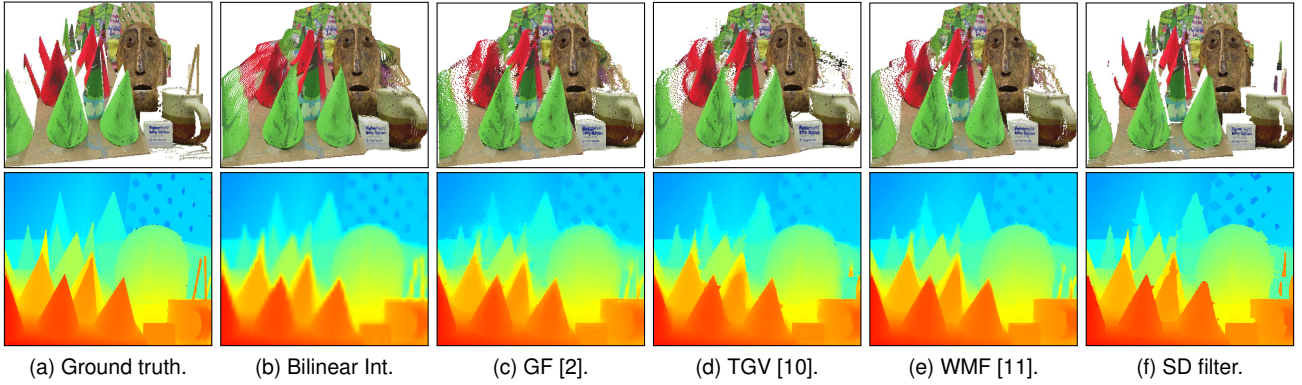 (a) Ground truth.
(b) Bilinear Int.
(c) GF [2].
(d) TGV [10].
(e) WMF [11].
(f) SD filter.